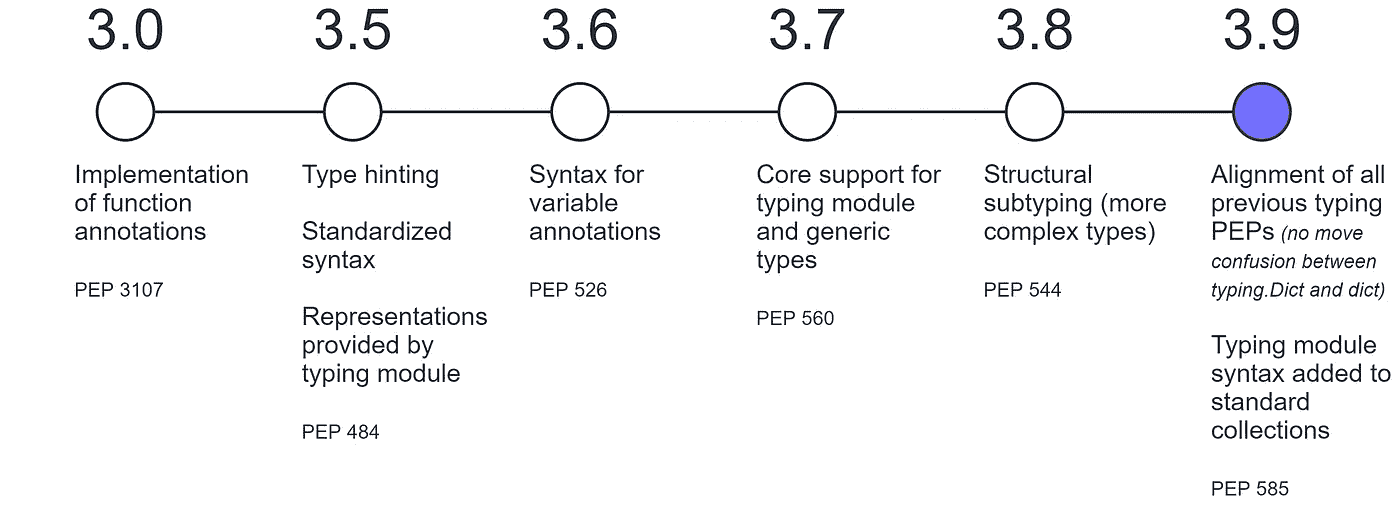 3.0
3.5
3.6
3.7
3.8
3.9
Implementation
of function
annotations
PEP 3107
Type hinting
Standardized
syntax
Representations
provided by
typing module
PEP 484
Syntax for
variable
annotations
PEP 526
Core support for
typing module
and generic
types
PEP 560
Structural
subtyping (more
complex types)
PEP 544
Alignment of all
previous typing
PEPs (no move
confusion between
typing.Dict and dict)
Typing module
syntax added to
standard
collections
PEP 585